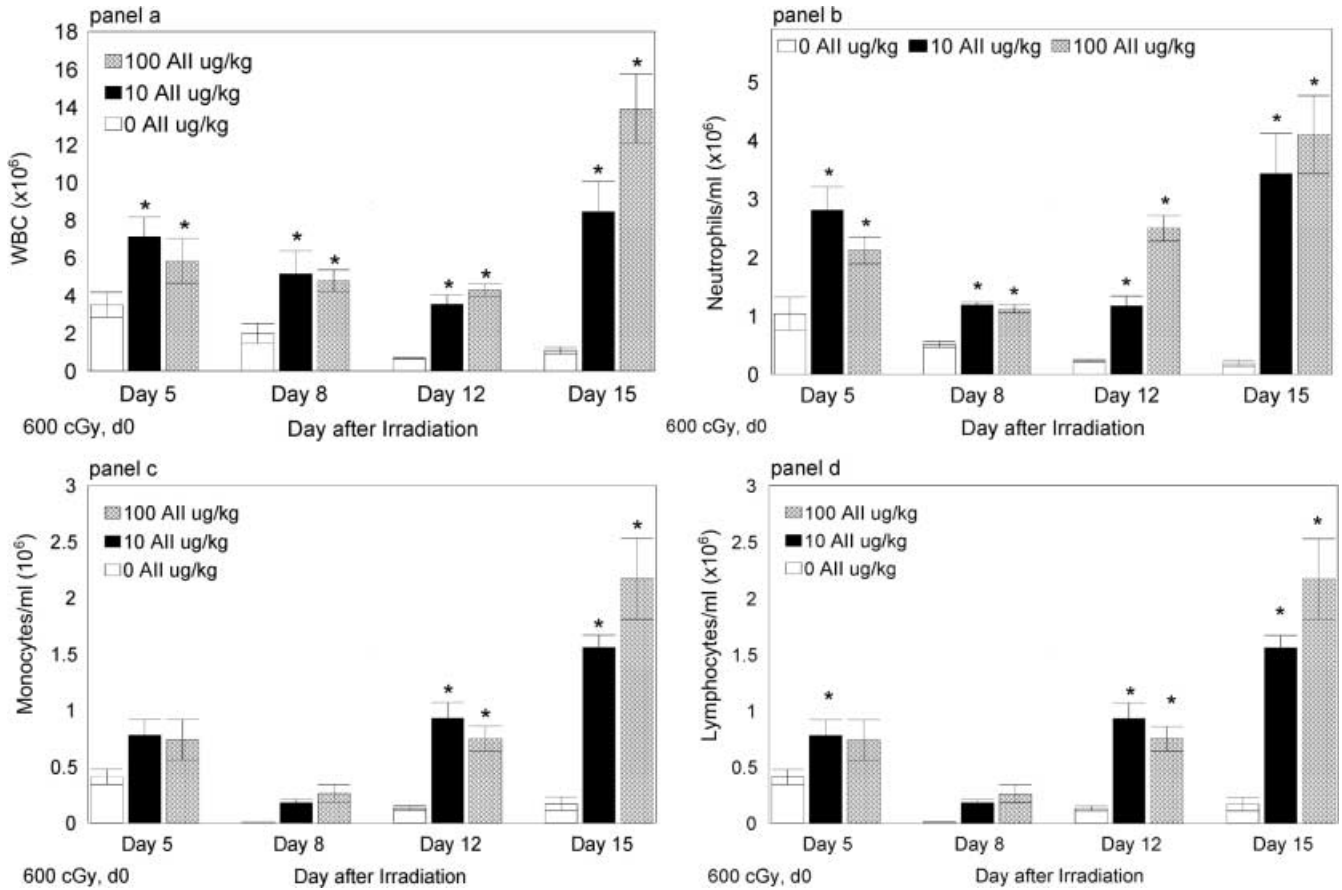 panel a
18
16
14
12
10
8
6
4
2
0
WBC (x10⁶)
100 AII ug/kg
10 AII ug/kg
0 AII ug/kg
* * * * * * * *
Day 5 Day 8 Day 12 Day 15
600 cGy, d0 Day after Irradiation
panel b
0 AII ug/kg 10 AII ug/kg 100 AII ug/kg
5
4
3
2
1
0
Neutrophils/ml (x10⁶)
* * * * * * * *
Day 5 Day 8 Day 12 Day 15
600 cGy, d0 Day after Irradiation
panel c
3
2.5
2
1.5
1
0.5
0
Monocytes/ml (10⁶)
100 AII ug/kg
10 AII ug/kg
0 AII ug/kg
* * * *
Day 5 Day 8 Day 12 Day 15
600 cGy, d0 Day after Irradiation
panel d
3
2.5
2
1.5
1
0.5
0
Lymphocytes/ml (x10⁶)
100 AII ug/kg
10 AII ug/kg
0 AII ug/kg
* * * * *
Day 5 Day 8 Day 12 Day 15
600 cGy, d0 Day after Irradiation